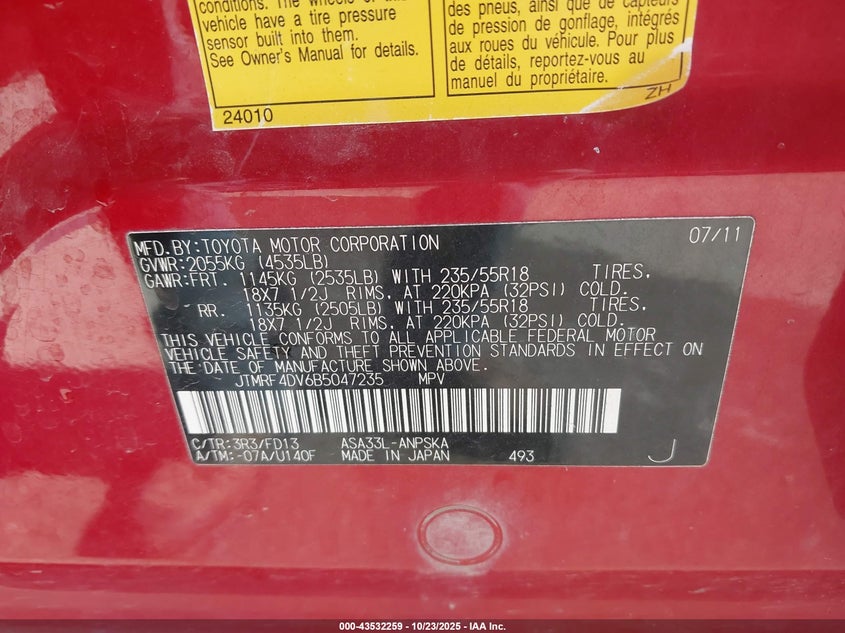 conditions. The wheels of this
vehicle have a tire pressure
sensor built into them.
See Owner's Manual for details.
24010
des pneus, ainsi que de capteurs
de pression de gonflage, intégrés
aux roues du véhicule. Pour plus
de détails, reportez-vous au
manuel du propriétaire.
ZH
MFD.BY:TOYOTA MOTOR CORPORATION 07/11
GVWR:2055KG (4535LB)
GAWR:FRT. 1145KG (2535LB) WITH 235/55R18 TIRES,
18X7 1/2J RIMS, AT 220KPA (32PSI) COLD.
RR. 1135KG (2505LB) WITH 235/55R18 TIRES,
18X7 1/2J RIMS, AT 220KPA (32PSI) COLD.
THIS VEHICLE CONFORMS TO ALL APPLICABLE FEDERAL MOTOR
VEHICLE SAFETY AND THEFT PREVENTION STANDARDS IN EFFECT ON
THE DATE OF MANUFACTURE SHOWN ABOVE.
JTMRF4DV6B5047235 MPV
C/TR:3R3/FD13 ASA33L-ANPSKA
A/TM:-07A/U140F MADE IN JAPAN 493 J
000-43532259 - 10/23/2025 - IAA Inc.